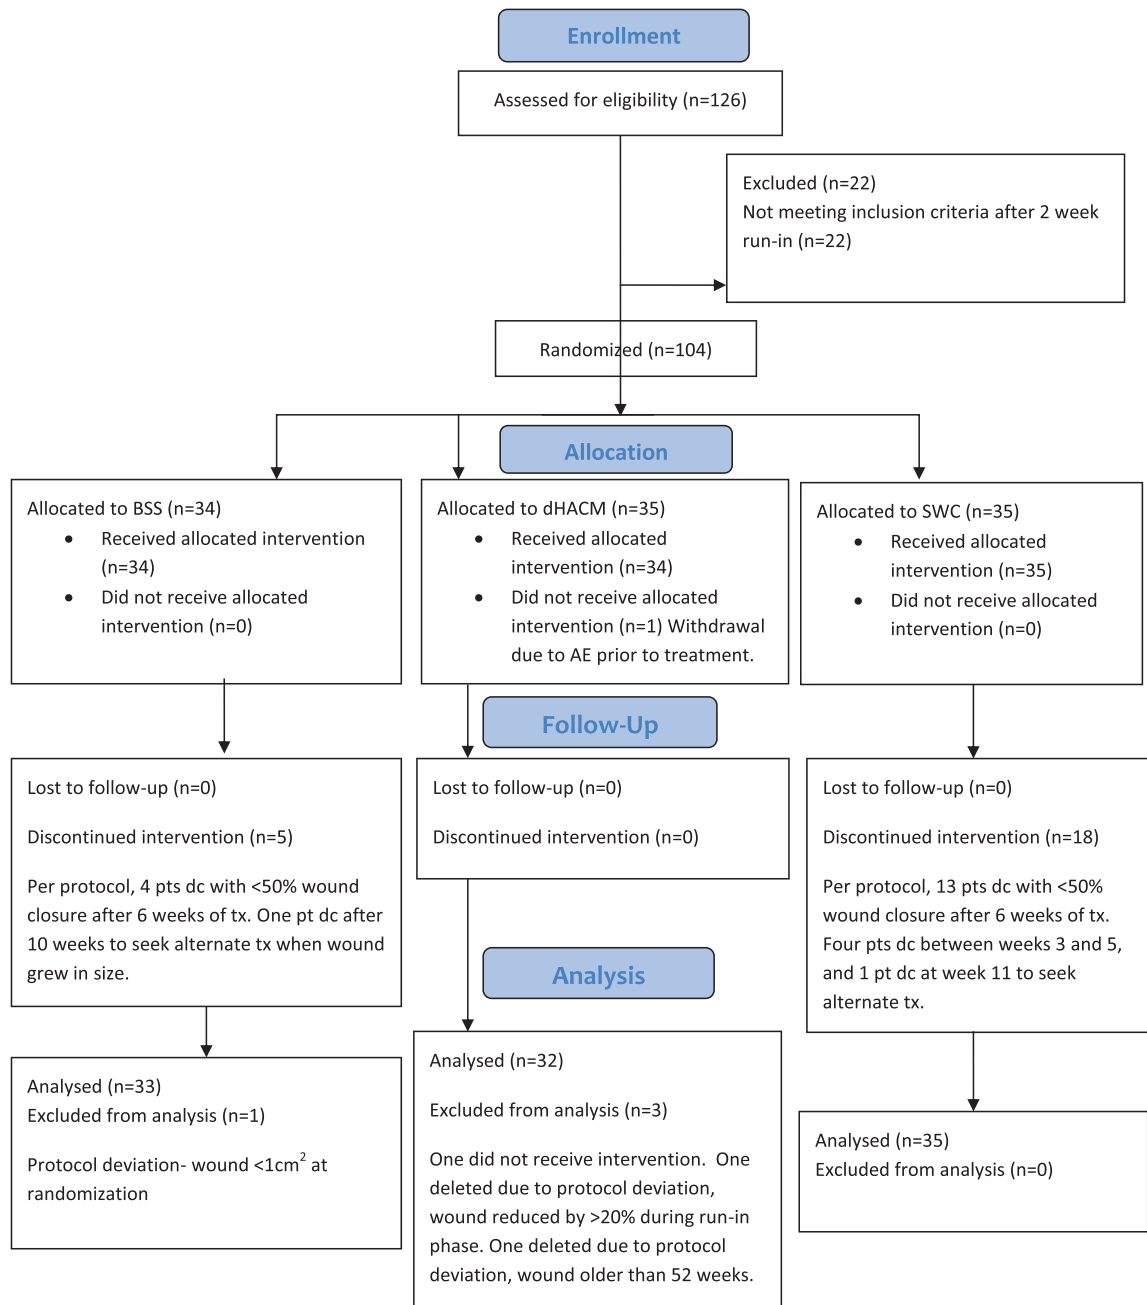 Enrollment
Assessed for eligibility (n=126)
Excluded (n=22)
Not meeting inclusion criteria after 2 week
run-in (n=22)
Randomized (n=104)
Allocation
Allocated to BSS (n=34)
• Received allocated intervention
(n=34)
• Did not receive allocated
intervention (n=0)
Allocated to dHACM (n=35)
• Received allocated
intervention (n=34)
• Did not receive allocated
intervention (n=1) Withdrawal
due to AE prior to treatment.
Allocated to SWC (n=35)
• Received allocated
intervention (n=35)
• Did not receive allocated
intervention (n=0)
Follow-Up
Lost to follow-up (n=0)
Discontinued intervention (n=5)
Per protocol, 4 pts dc with <50% wound
closure after 6 weeks of tx. One pt dc after
10 weeks to seek alternate tx when wound
grew in size.
Lost to follow-up (n=0)
Discontinued intervention (n=0)
Lost to follow-up (n=0)
Discontinued intervention (n=18)
Per protocol, 13 pts dc with <50%
wound closure after 6 weeks of tx.
Four pts dc between weeks 3 and 5,
and 1 pt dc at week 11 to seek
alternate tx.
Analysis
Analysed (n=33)
Excluded from analysis (n=1)
Protocol deviation- wound <1cm² at
randomization
Analysed (n=32)
Excluded from analysis (n=3)
One did not receive intervention.  One
deleted due to protocol deviation,
wound reduced by >20% during run-in
phase. One deleted due to protocol
deviation, wound older than 52 weeks.
Analysed (n=35)
Excluded from analysis (n=0)